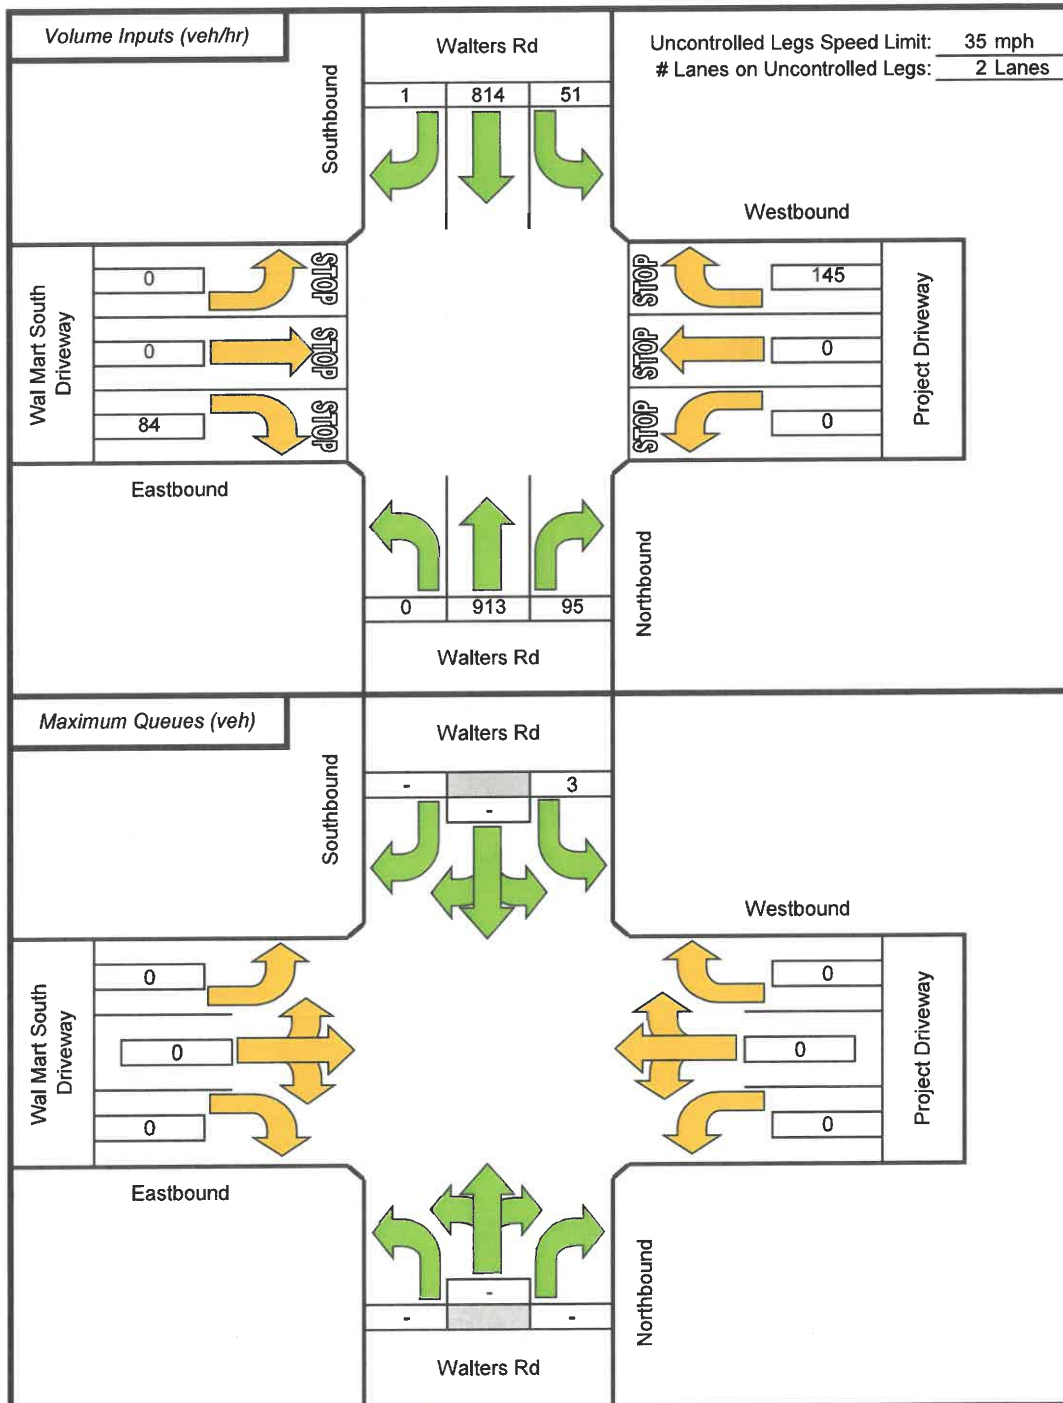 Volume Inputs (veh/hr)
Walters Rd
Uncontrolled Legs Speed Limit: 35 mph
# Lanes on Uncontrolled Legs: 2 Lanes
Southbound
1 814 51
Westbound
Wal Mart South
Driveway
0
STOP
0
STOP
84
STOP
STOP
145
STOP
0
STOP
0
Project Driveway
Eastbound
Northbound
0 913 95
Walters Rd
Maximum Queues (veh)
Walters Rd
Southbound
- 3
-
Westbound
Wal Mart South
Driveway
0
0
0
0
0
0
Project Driveway
Eastbound
Northbound
-
- -
Walters Rd